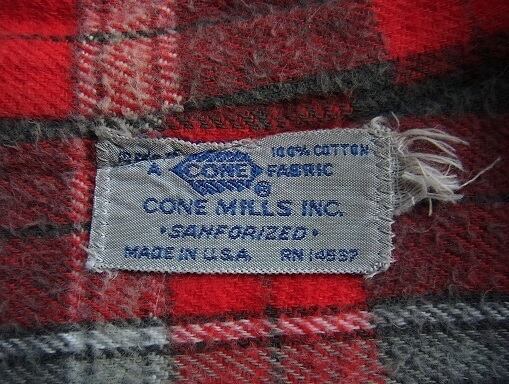 100% COTTON
A CONE ® FABRIC
CONE MILLS INC.
• SANFORIZED •
MADE IN U.S.A. RN 14537